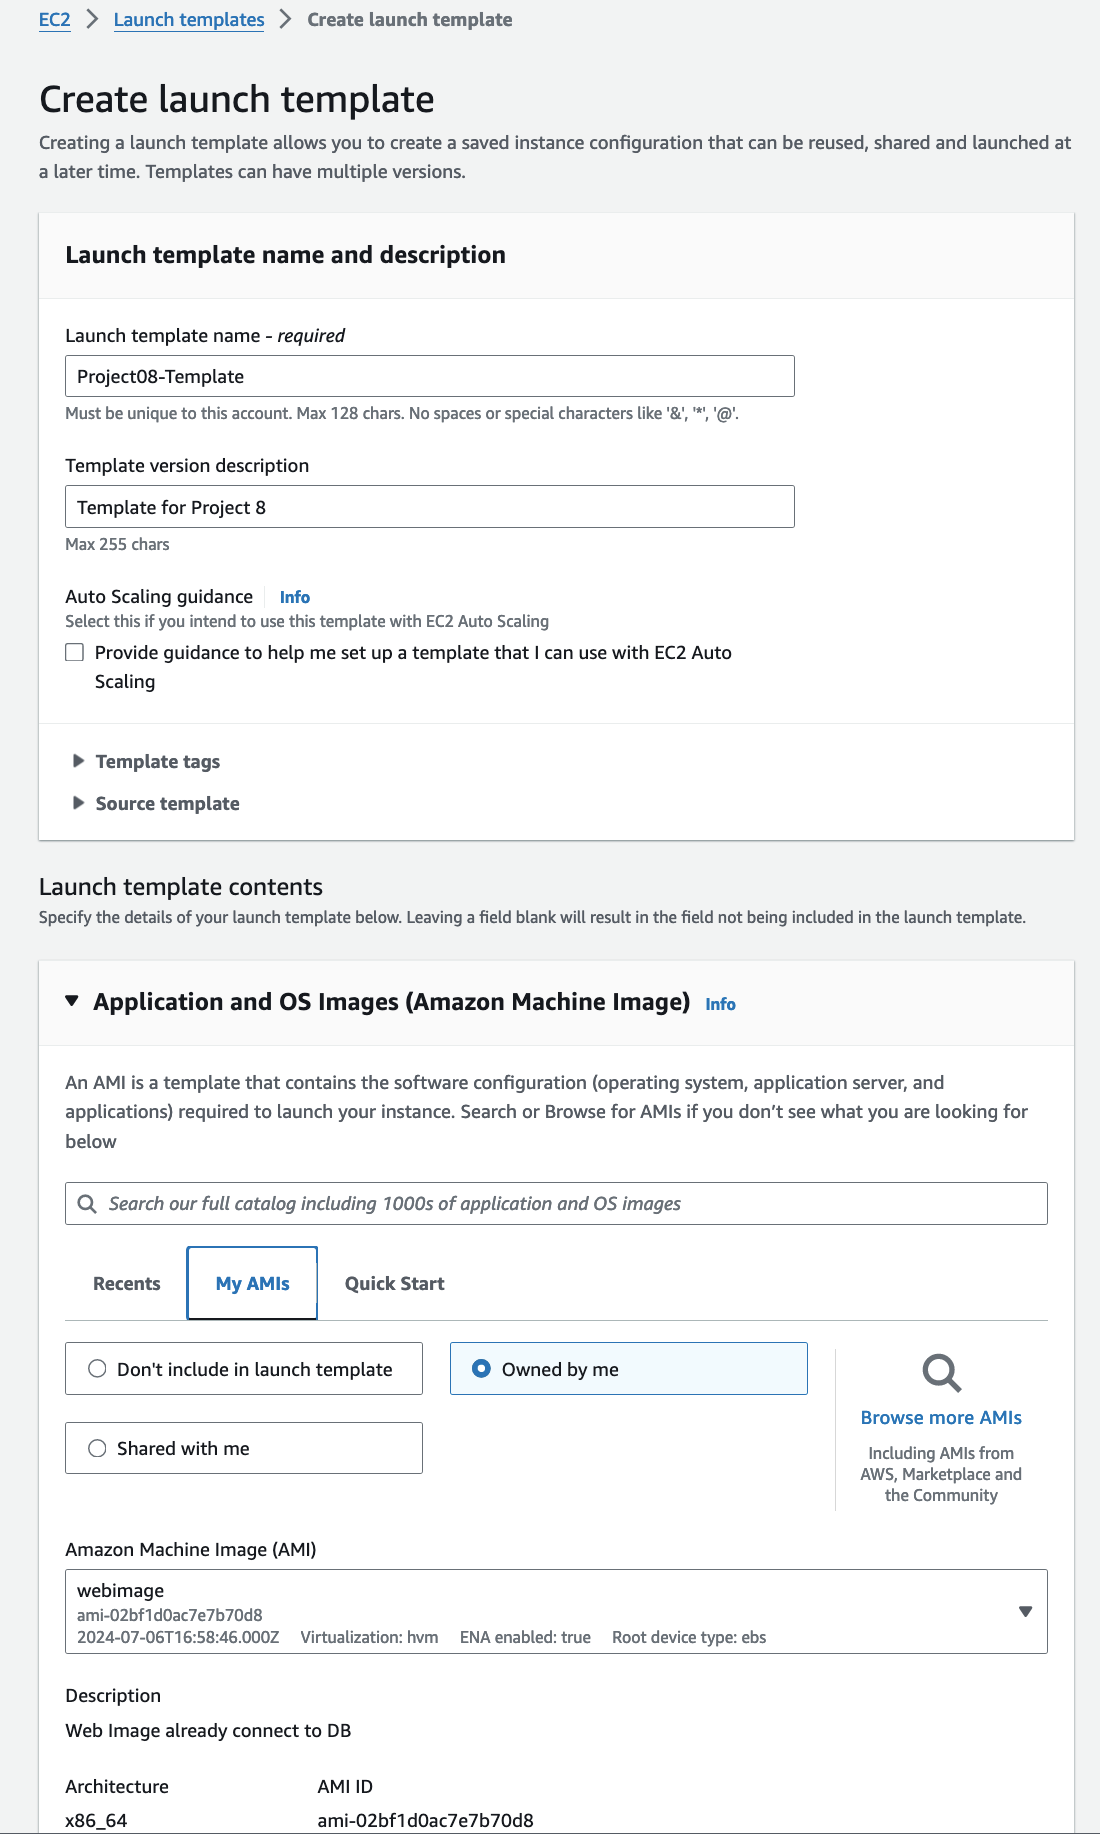 EC2 > Launch templates > Create launch template
Create launch template
Creating a launch template allows you to create a saved instance configuration that can be reused, shared and launched at
a later time. Templates can have multiple versions.
Launch template name and description
Launch template name - required
Project08-Template
Must be unique to this account. Max 128 chars. No spaces or special characters like '&', '*', '@'.
Template version description
Template for Project 8
Max 255 chars
Auto Scaling guidance Info
Select this if you intend to use this template with EC2 Auto Scaling
Provide guidance to help me set up a template that I can use with EC2 Auto
Scaling
Template tags
Source template
Launch template contents
Specify the details of your launch template below. Leaving a field blank will result in the field not being included in the launch template.
Application and OS Images (Amazon Machine Image) Info
An AMI is a template that contains the software configuration (operating system, application server, and
applications) required to launch your instance. Search or Browse for AMIs if you don’t see what you are looking for
below
Search our full catalog including 1000s of application and OS images
Recents My AMIs Quick Start
Don't include in launch template Owned by me
Shared with me
Browse more AMIs
Including AMIs from
AWS, Marketplace and
the Community
Amazon Machine Image (AMI)
webimage
ami-02bf1d0ac7e7b70d8
2024-07-06T16:58:46.000Z Virtualization: hvm ENA enabled: true Root device type: ebs
Description
Web Image already connect to DB
Architecture AMI ID
x86_64 ami-02bf1d0ac7e7b70d8